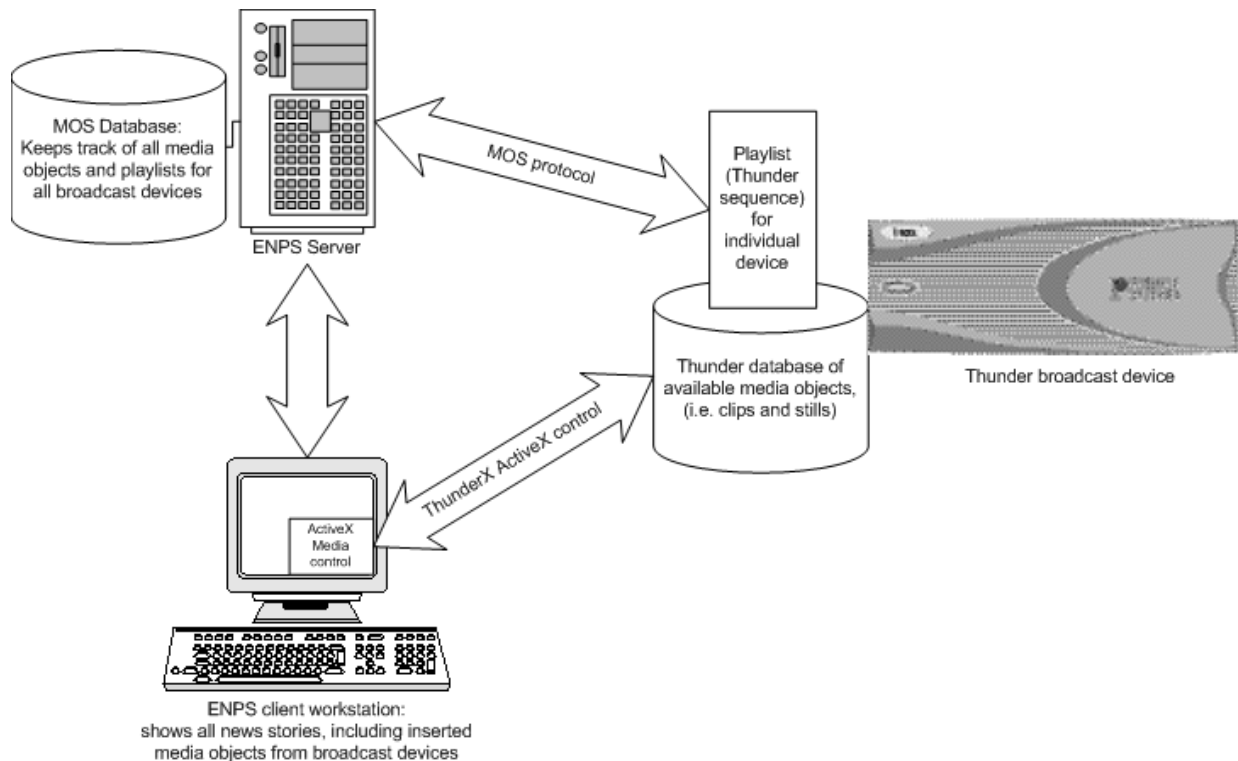 MOS Database:
Keeps track of all media
objects and playlists for
all broadcast devices
ENPS Server
MOS protocol
Playlist
(Thunder
sequence)
for
individual
device
Thunder database of
available media objects,
(i.e. clips and stills)
Thunder broadcast device
ThunderX ActiveX control
ActiveX
Media
control
ENPS client workstation:
shows all news stories, including inserted
media objects from broadcast devices